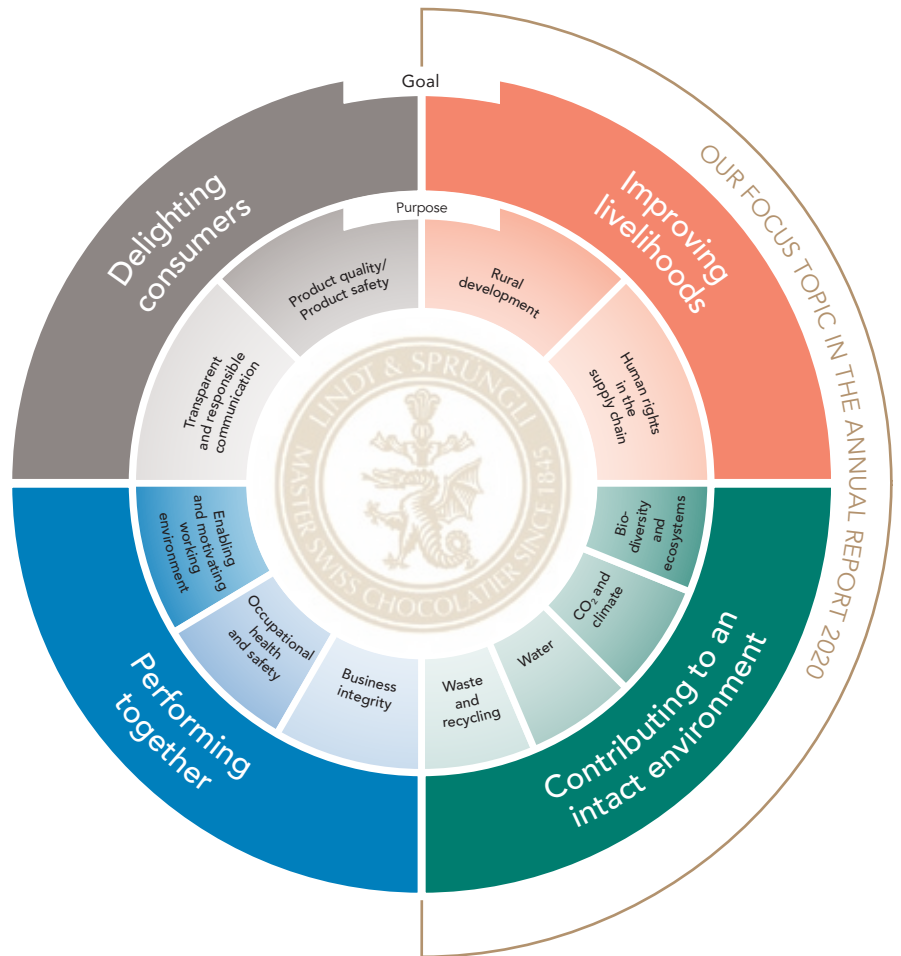 Goal
Purpose
Delighting
consumers
Improving
livelihoods
OUR FOCUS TOPIC IN THE ANNUAL REPORT 2020
Product quality/
Product safety
Rural
development
Transparent
and responsible
communication
Human rights
in the
supply chain
LINDT & SPRÜNGLI
MASTER SWISS CHOCOLATIER SINCE 1845
Enabling
and motivating
working
environment
Bio-
diversity
and
ecosystems
Occupational
health
and safety
CO₂ and
climate
Business
integrity
Waste
and
recycling
Water
Performing
together
Contributing to an
intact environment